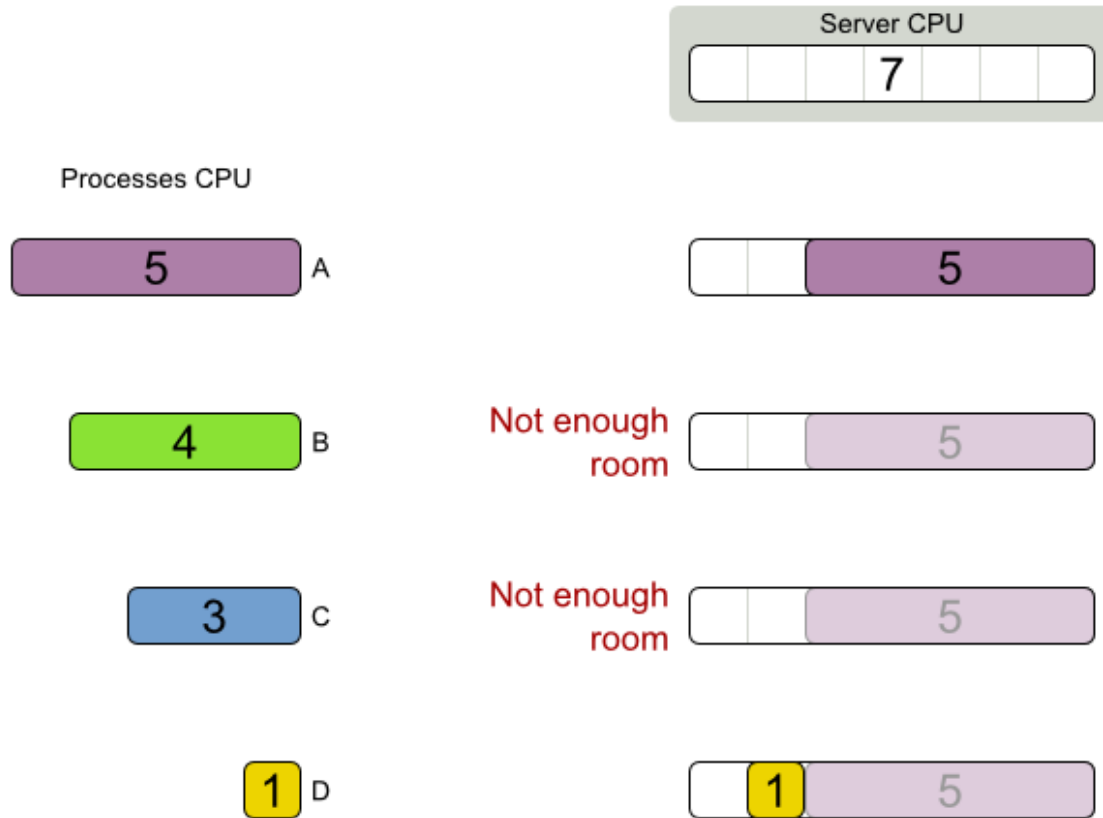 Server CPU
7
Processes CPU
5 A 5
4 B Not enough
room 5
3 C Not enough
room 5
1 D 1 5